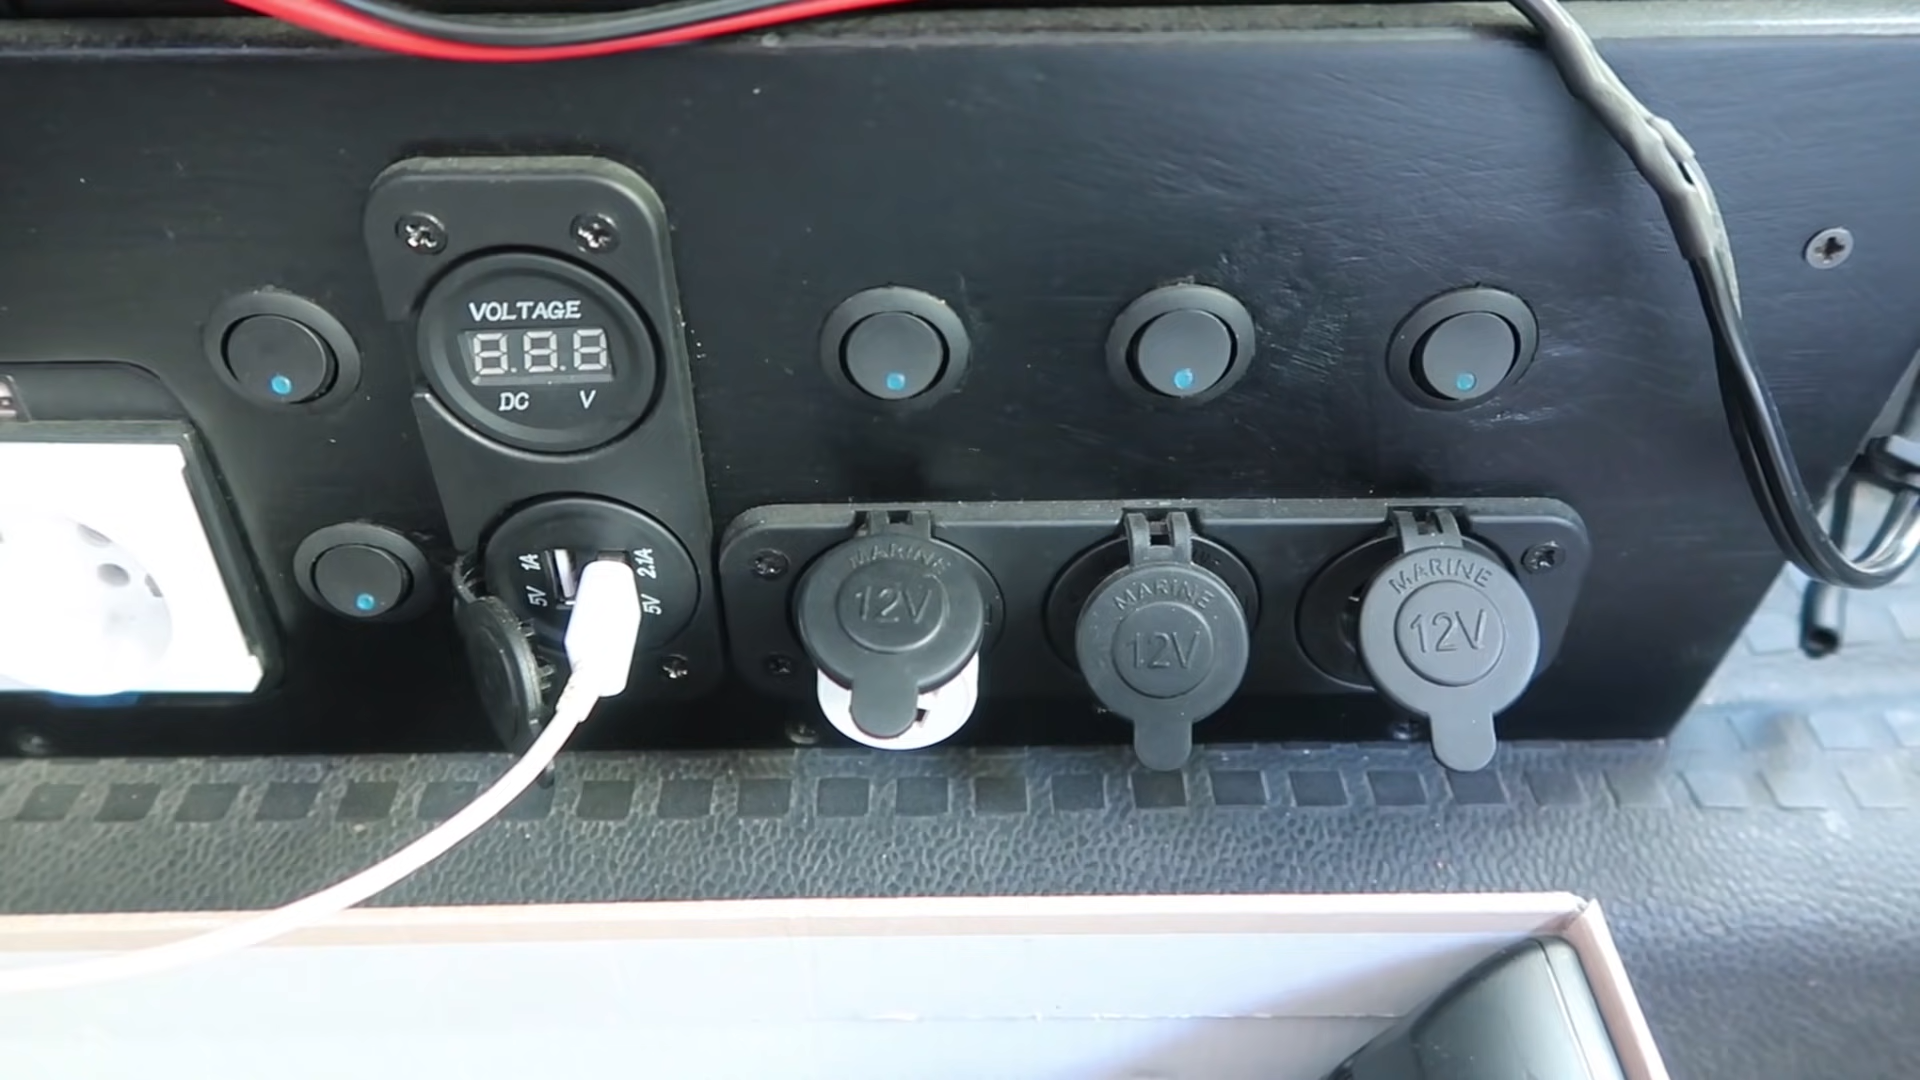 VOLTAGE
8.8.8
DC V
5V 1A
5V 2.1A
MARINE
12V
MARINE
12V
MARINE
12V